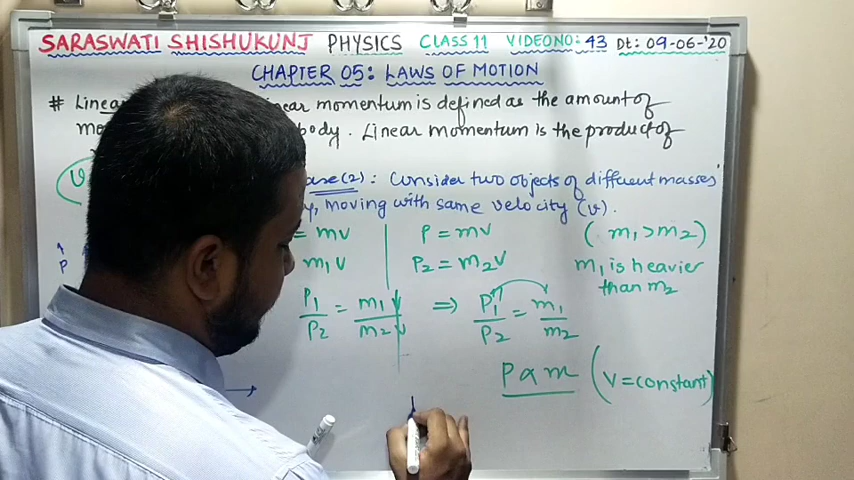 SARASWATI SHISHUKUNJ PHYSICS CLASS 11 VIDEONO: 43 Dt: 09-06-'20
CHAPTER 05: LAWS OF MOTION
# Linear momentum is defined as the amount of
body. Linear momentum is the product of
case(2): Consider two objects of different masses
moving with same velocity (v).
= mv P = mv ( m₁>m₂)
m₁v P₂ = m₂v m₁ is heavier
than m₂
P₁/P₂ = m₁v/m₂v ⇒ P₁/P₂ = m₁/m₂
P ∝ m (v = constant)
P